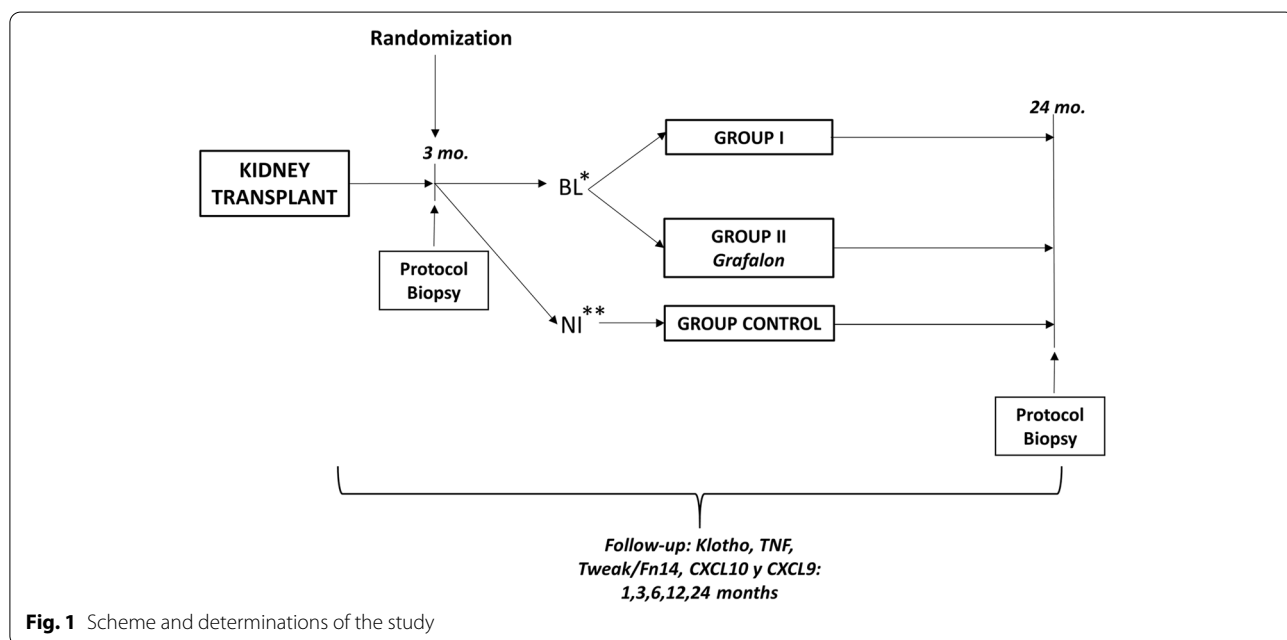 Randomization
3 mo.
24 mo.
KIDNEY
TRANSPLANT
BL*
GROUP I
GROUP II
Grafalon
Protocol
Biopsy
NI**
GROUP CONTROL
Protocol
Biopsy
Follow-up: Klotho, TNF,
Tweak/Fn14, CXCL10 y CXCL9:
1,3,6,12,24 months
Fig. 1 Scheme and determinations of the study